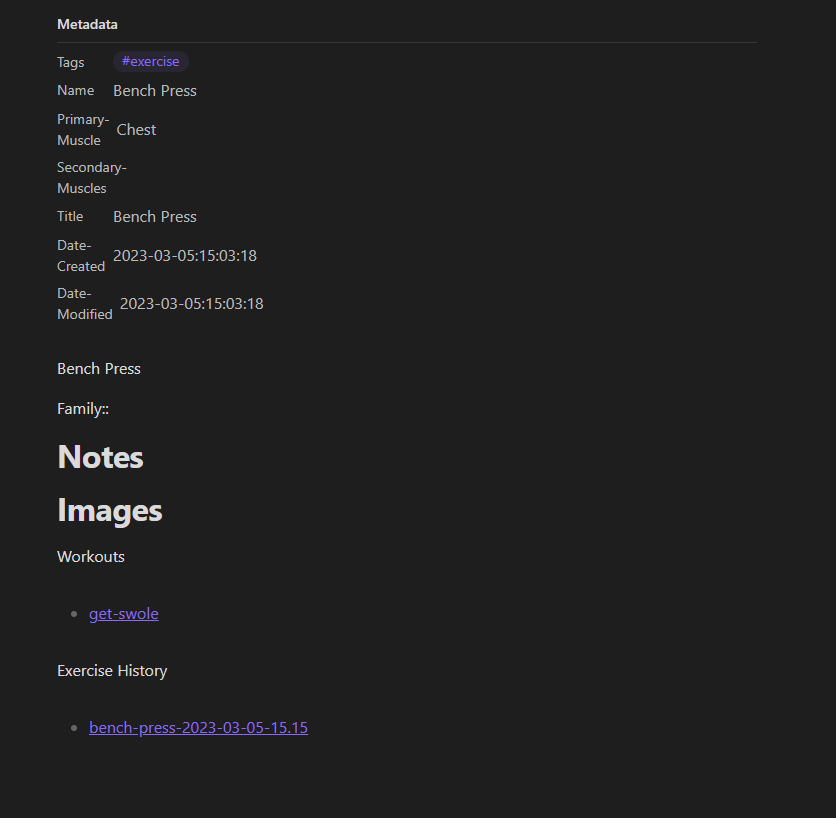 Metadata
Tags #exercise
Name Bench Press
Primary-
Muscle Chest
Secondary-
Muscles
Title Bench Press
Date-
Created 2023-03-05:15:03:18
Date-
Modified 2023-03-05:15:03:18
Bench Press
Family::
Notes
Images
Workouts
get-swole
Exercise History
bench-press-2023-03-05-15.15